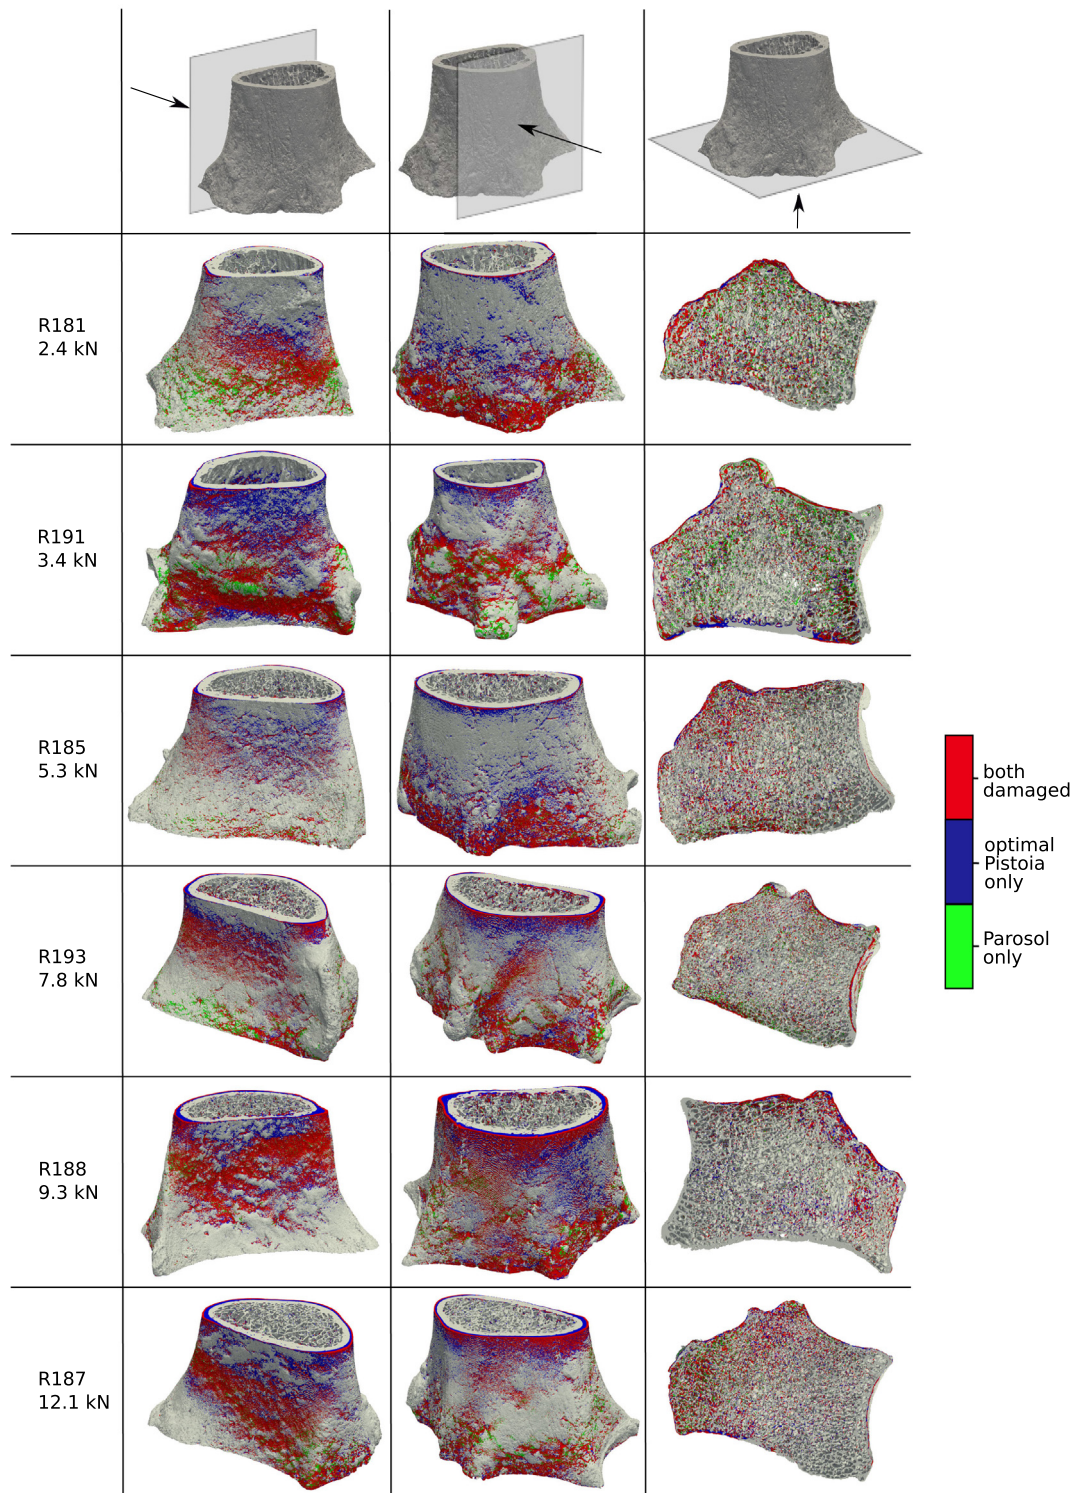 R181
2.4 kN
R191
3.4 kN
R185
5.3 kN
R193
7.8 kN
R188
9.3 kN
R187
12.1 kN
both
damaged
optimal
Pistoia
only
Parosol
only